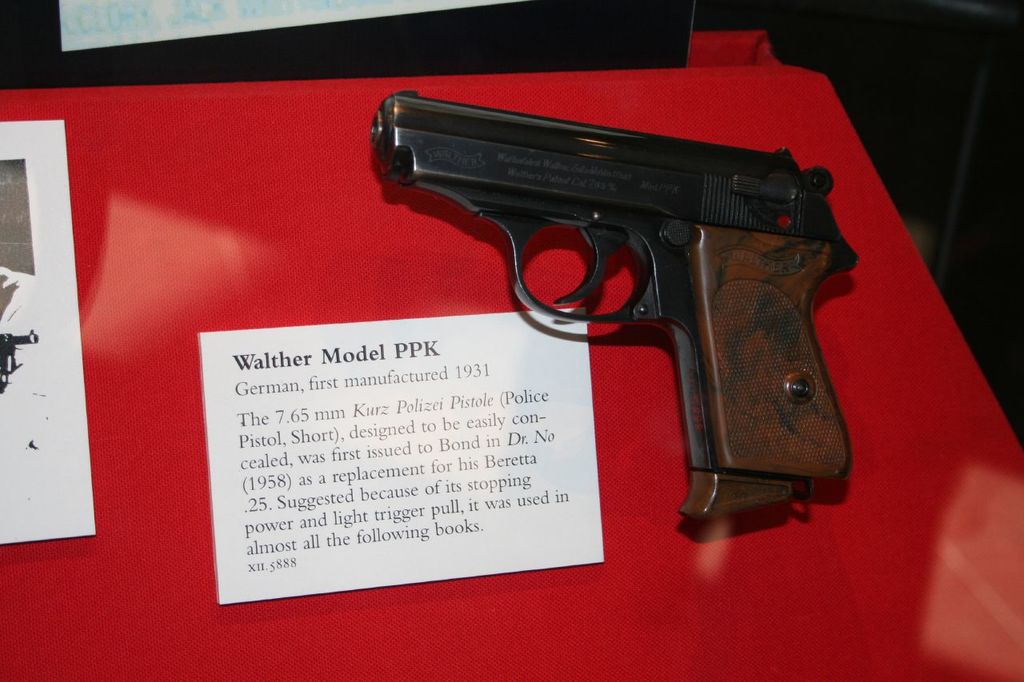 WALTHER
Mod. PPK
Walther Model PPK
German, first manufactured 1931
The 7.65 mm Kurz Polizei Pistole (Police
Pistol, Short), designed to be easily con-
cealed, was first issued to Bond in Dr. No
(1958) as a replacement for his Beretta
.25. Suggested because of its stopping
power and light trigger pull, it was used in
almost all the following books.
XII.5888